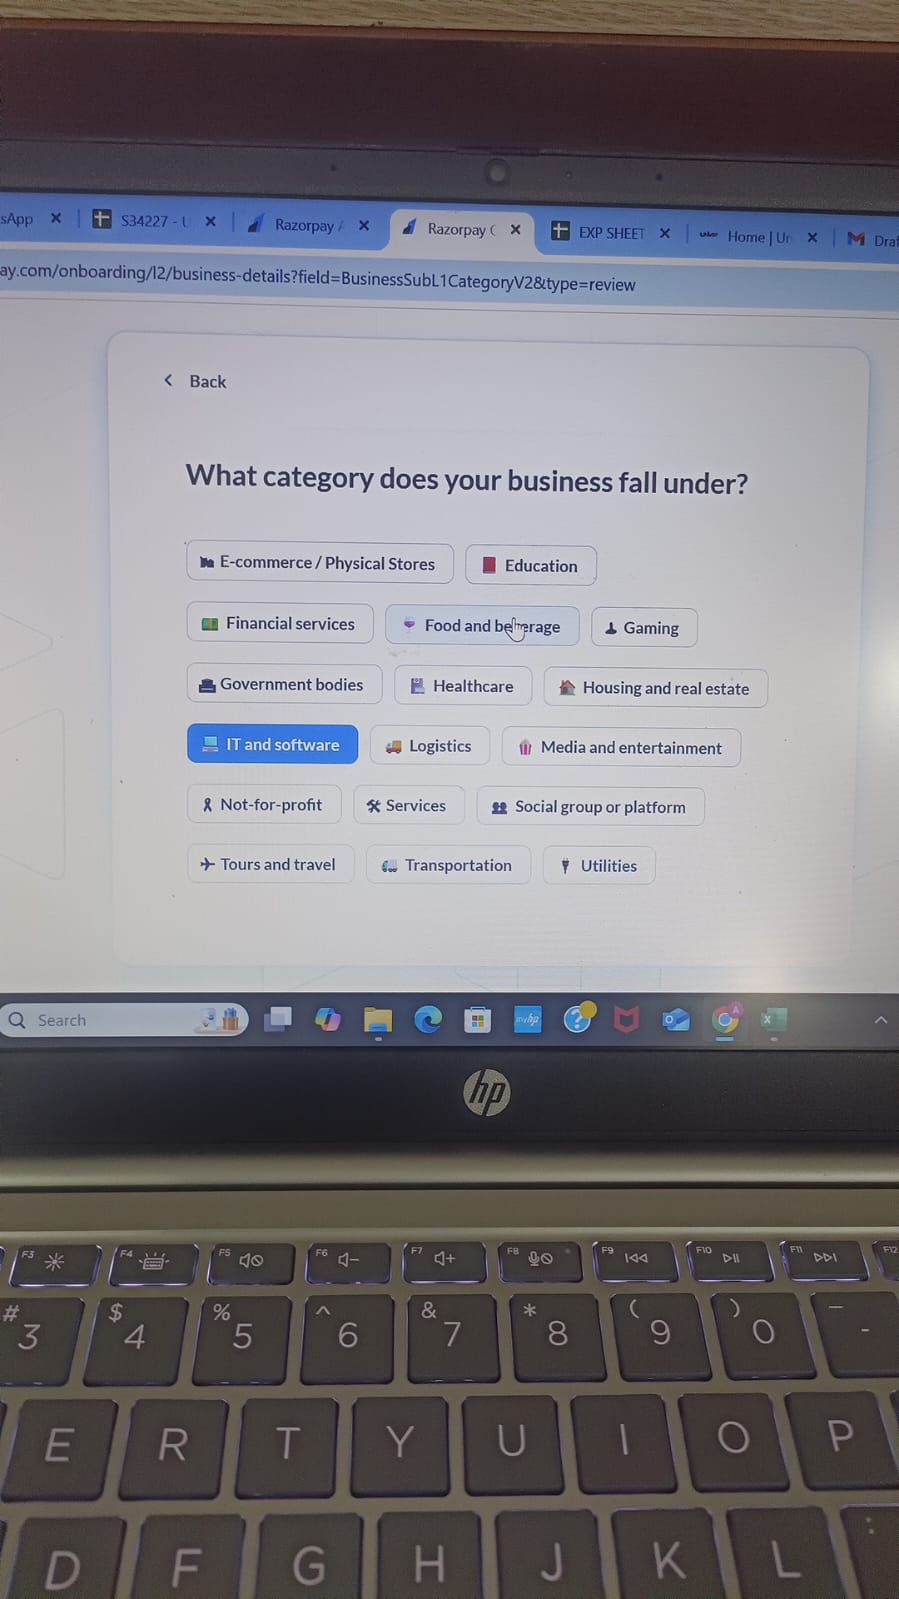 sApp
S34227 - U
Razorpay
Razorpay
EXP SHEET
Home | Un
Dra
ay.com/onboarding/l2/business-details?field=BusinessSubL1CategoryV2&type=review
Back
What category does your business fall under?
E-commerce / Physical Stores
Education
Financial services
Food and beverage
Gaming
Government bodies
Healthcare
Housing and real estate
IT and software
Logistics
Media and entertainment
Not-for-profit
Services
Social group or platform
Tours and travel
Transportation
Utilities
Search
myhp
hp
F3 F4 F5 F6 F7 F8 F9 F10 F11 F12
# $ % ^ & * ( ) _
3 4 5 6 7 8 9 0 -
E R T Y U I O P
D F G H J K L :